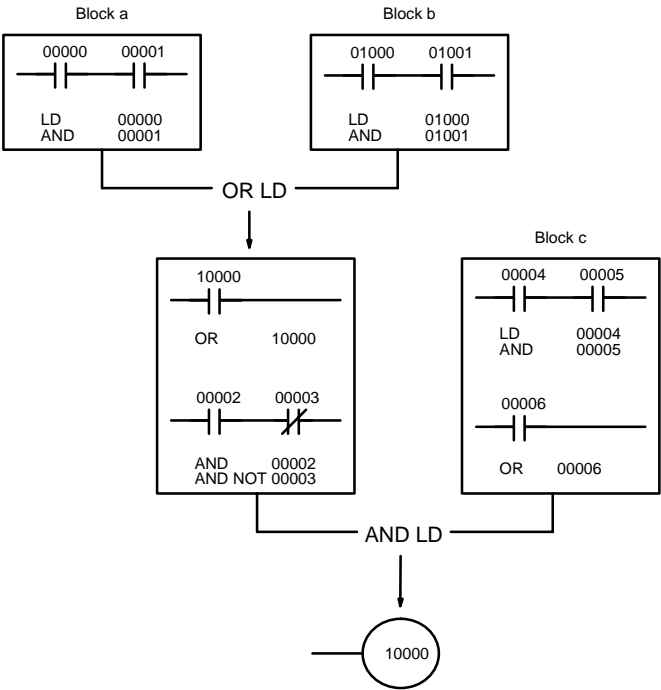 Block a
00000 00001
LD 00000
AND 00001
Block b
01000 01001
LD 01000
AND 01001
OR LD
10000
OR 10000
00002 00003
AND 00002
AND NOT 00003
Block c
00004 00005
LD 00004
AND 00005
00006
OR 00006
AND LD
10000